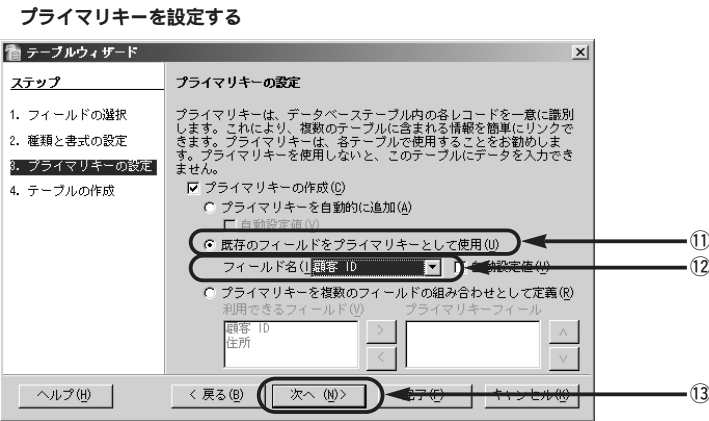 プライマリキーを設定する
テーブルウィザード
ステップ
1. フィールドの選択
2. 種類と書式の設定
3. プライマリキーの設定
4. テーブルの作成
プライマリキーの設定
プライマリキーは、データベーステーブル内の各レコードを一意に識別
します。これにより、複数のテーブルに含まれる情報を簡単にリンクで
きます。プライマリキーは、各テーブルで使用することをお勧めしま
す。プライマリキーを使用しないと、このテーブルにデータを入力でき
ません。
プライマリキーの作成(C)
プライマリキーを自動的に追加(A)
自動設定値(V)
既存のフィールドをプライマリキーとして使用(U)
⑪
フィールド名(I 顧客 ID
自動設定値(V)
⑫
プライマリキーを複数のフィールドの組み合わせとして定義(R)
利用できるフィールド(V) プライマリキーフィール
顧客 ID
住所
>
<
∧
∨
ヘルプ(H) < 戻る(B) 次へ (N)> 完了(F) キャンセル(K)
⑬